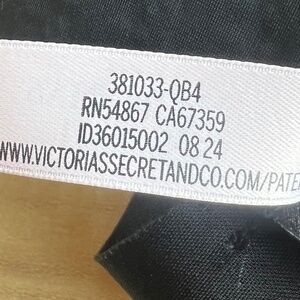 381033-QB4
RN54867 CA67359
ID36015002 08 24
WWW.VICTORIASSECRETANDCO.COM/PATE